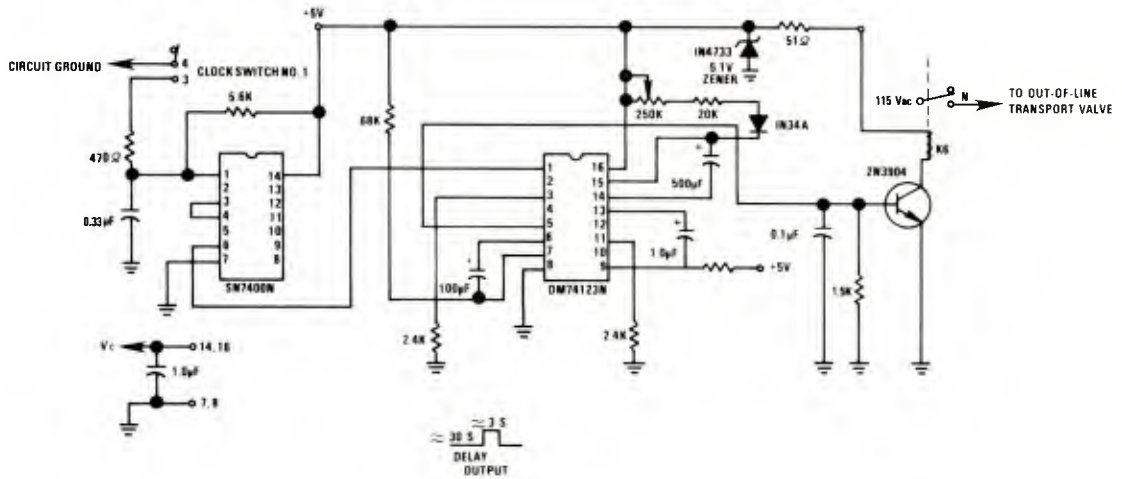 +5V
IN4733
5.1V
ZENER
51Ω
CIRCUIT GROUND
4
3
CLOCK SWITCH NO. 1
5.6K
68K
250K
20K
IN34A
115 Vac
N
TO OUT-OF-LINE
TRANSPORT VALVE
K6
2N3904
470Ω
0.33µF
1
2
3
4
5
6
7
14
13
12
11
10
9
8
SN7400N
1
2
3
4
5
6
7
8
16
15
14
13
12
11
10
9
DM74123N
500µF
1.0µF
+5V
100µF
2.4K
2.4K
0.1µF
1.9K
Vc
14, 16
1.0µF
7, 8
≈ 30 S
≈ 3 S
DELAY
OUTPUT